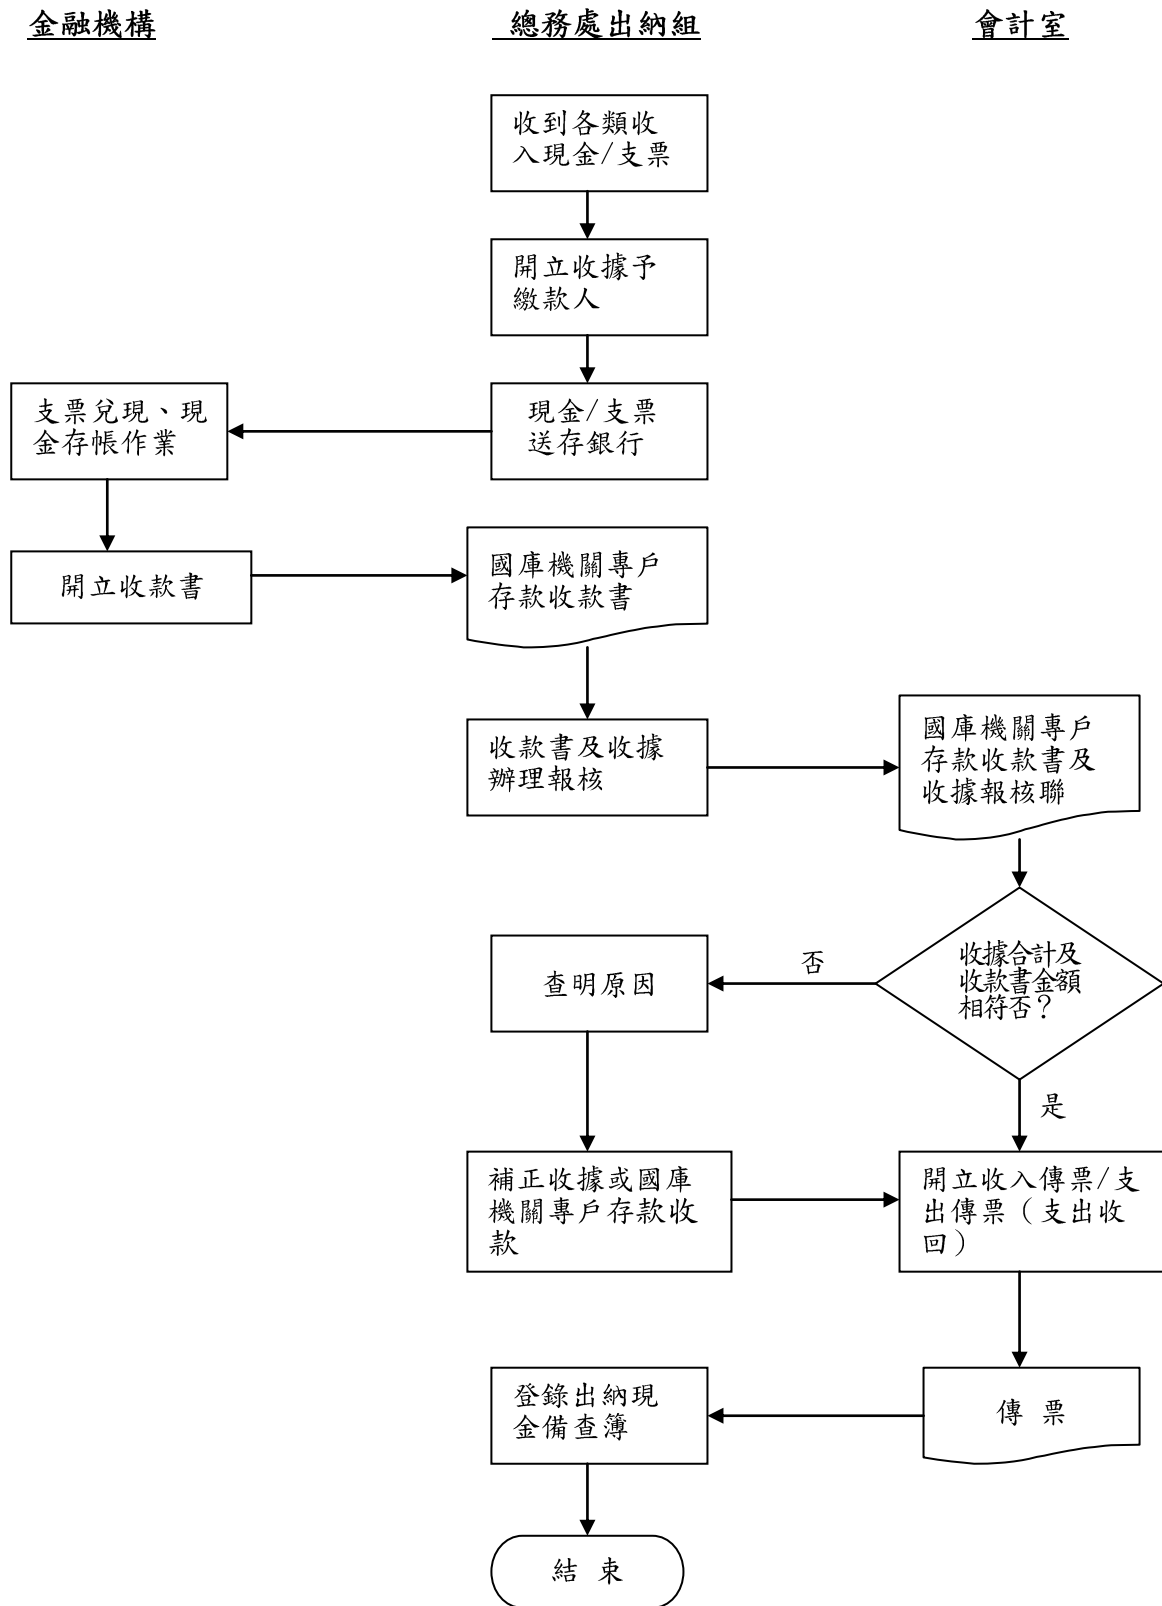 金融機構
總務處出納組
會計室
收到各類收
入現金/支票
開立收據予
繳款人
現金/支票
送存銀行
支票兌現、現
金存帳作業
開立收款書
國庫機關專戶
存款收款書
收款書及收據
辦理報核
國庫機關專戶
存款收款書及
收據報核聯
收據合計及
收款書金額
相符否？
否
查明原因
是
補正收據或國庫
機關專戶存款收
款
開立收入傳票/支
出傳票（支出收
回）
傳 票
登錄出納現
金備查簿
結 束